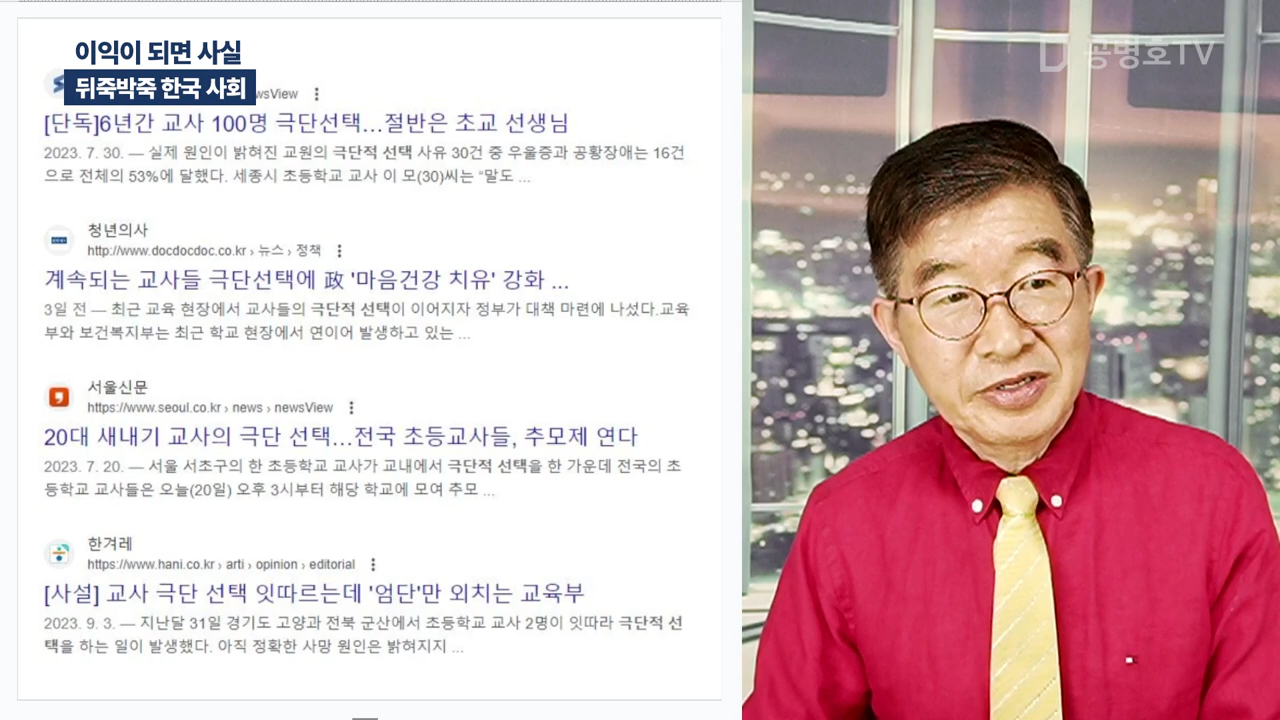 이익이 되면 사실
뒤죽박죽 한국 사회
공병호TV
wsView
[단독]6년간 교사 100명 극단선택…절반은 초교 선생님
2023. 7. 30. — 실제 원인이 밝혀진 교원의 극단적 선택 사유 30건 중 우울증과 공황장애는 16건
으로 전체의 53%에 달했다. 세종시 초등학교 교사 이 모(30)씨는 “말도 ...
청년의사
http://www.docdocdoc.co.kr › 뉴스 › 정책
계속되는 교사들 극단선택에 政 '마음건강 치유' 강화 ...
3일 전 — 최근 교육 현장에서 교사들의 극단적 선택이 이어지자 정부가 대책 마련에 나섰다.교육
부와 보건복지부는 최근 학교 현장에서 연이어 발생하고 있는 ...
서울신문
https://www.seoul.co.kr › news › newsView
20대 새내기 교사의 극단 선택…전국 초등교사들, 추모제 연다
2023. 7. 20. — 서울 서초구의 한 초등학교 교사가 교내에서 극단적 선택을 한 가운데 전국의 초
등학교 교사들은 오늘(20일) 오후 3시부터 해당 학교에 모여 추모 ...
한겨레
https://www.hani.co.kr › arti › opinion › editorial
[사설] 교사 극단 선택 잇따르는데 '엄단'만 외치는 교육부
2023. 9. 3. — 지난달 31일 경기도 고양과 전북 군산에서 초등학교 교사 2명이 잇따라 극단적 선
택을 하는 일이 발생했다. 아직 정확한 사망 원인은 밝혀지지 ...